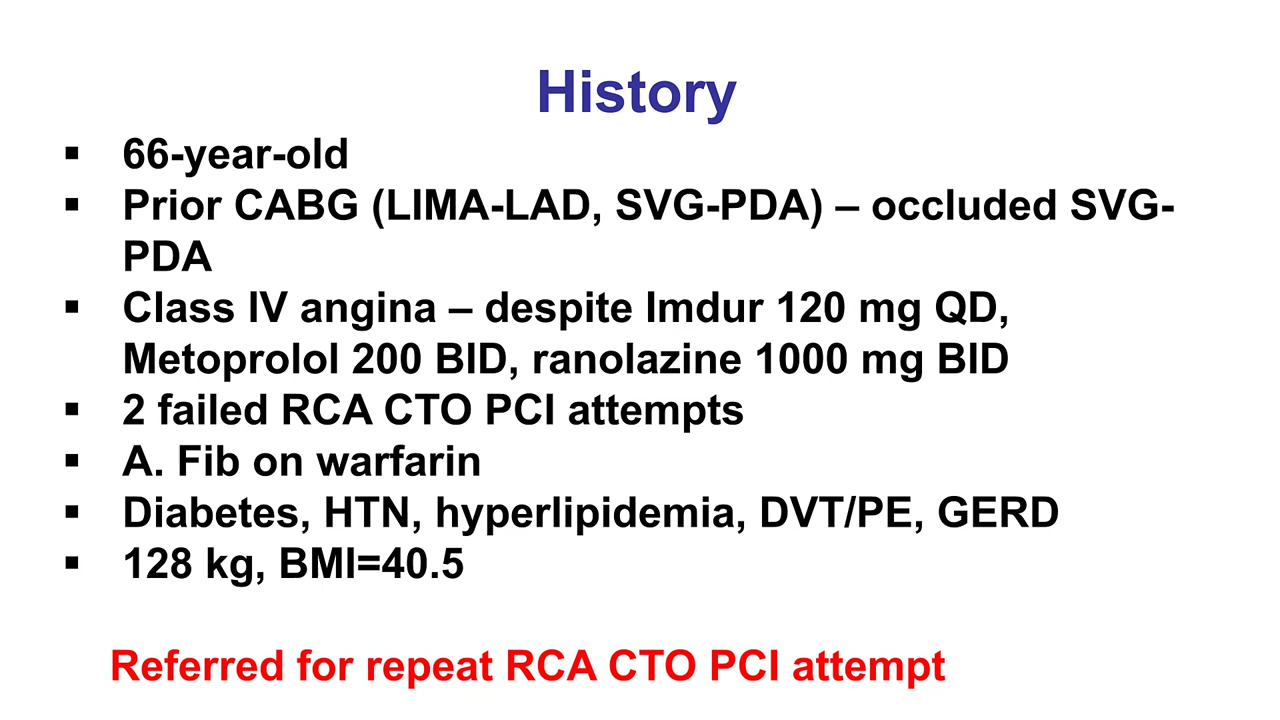 History
▪ 66-year-old
▪ Prior CABG (LIMA-LAD, SVG-PDA) – occluded SVG-
PDA
▪ Class IV angina – despite Imdur 120 mg QD,
Metoprolol 200 BID, ranolazine 1000 mg BID
▪ 2 failed RCA CTO PCI attempts
▪ A. Fib on warfarin
▪ Diabetes, HTN, hyperlipidemia, DVT/PE, GERD
▪ 128 kg, BMI=40.5
Referred for repeat RCA CTO PCI attempt